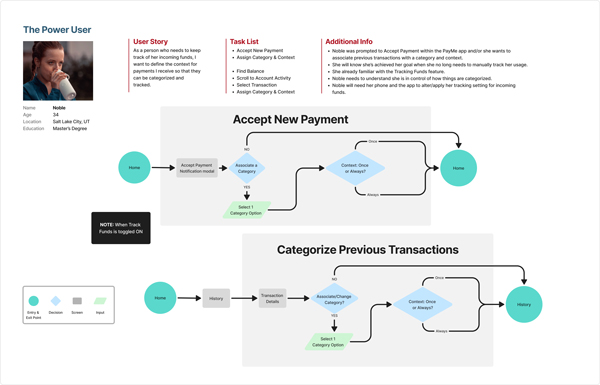 The Power User
User Story
As a person who needs to keep
track of her incoming funds, I
want to define the context for
payments I receive so that they
can be categorized and
tracked.
Task List
Accept New Payment
Assign Category & Context
Find Balance
Scroll to Account Activity
Select Transaction
Assign Category & Context
Additional Info
Noble was prompted to Accept Payment within the PayMe app and/or she wants to
associate previous transactions with a category and context.
She will know she's achieved her goal when she no long needs to manually track her usage.
She already familiar with the Tracking Funds feature.
Noble needs to understand she is in control of how things are categorized.
Noble will need her phone and the app to alter/apply her tracking setting for incoming
funds.
Name Noble
Age 34
Location Salt Lake City, UT
Education Master's Degree
Accept New Payment
Home
Accept Payment
Notification modal
Associate a
Category
NO
YES
Select 1
Category Option
Context: Once
or Always?
Once
Always
Home
NOTE: When Track
Funds is toggled ON
Categorize Previous Transactions
Home
History
Transaction
Details
Associate/Change
Category?
NO
YES
Select 1
Category Option
Context: Once
or Always?
Once
Always
History
Entry &
Exit Point
Decision
Screen
Input